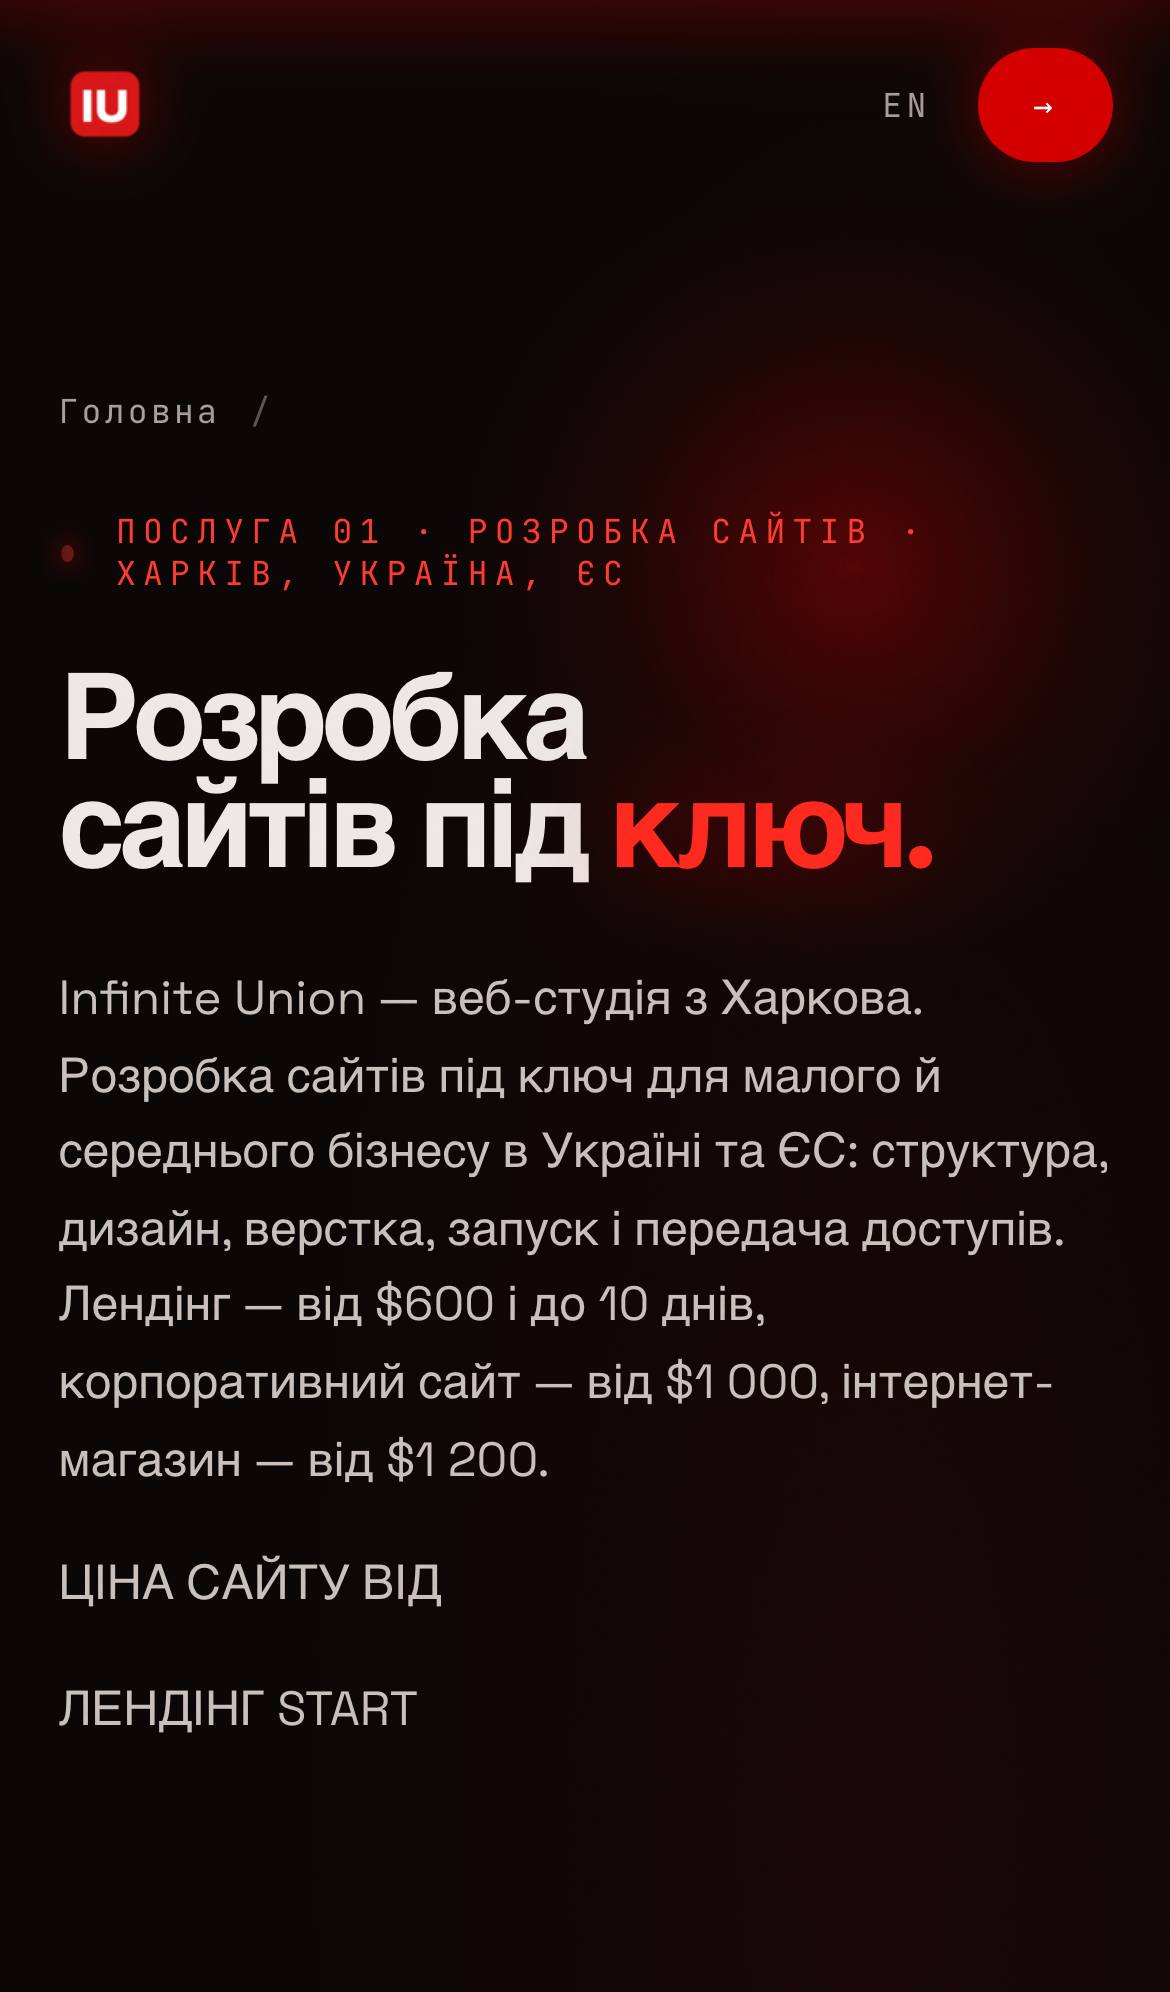 IU
EN →
Головна /
ПОСЛУГА 01 · РОЗРОБКА САЙТІВ ·
ХАРКІВ, УКРАЇНА, ЄС
Розробка
сайтів під ключ.
Infinite Union — веб-студія з Харкова.
Розробка сайтів під ключ для малого й
середнього бізнесу в Україні та ЄС: структура,
дизайн, верстка, запуск і передача доступів.
Лендінг — від $600 і до 10 днів,
корпоративний сайт — від $1 000, інтернет-
магазин — від $1 200.
ЦІНА САЙТУ ВІД
ЛЕНДІНГ START